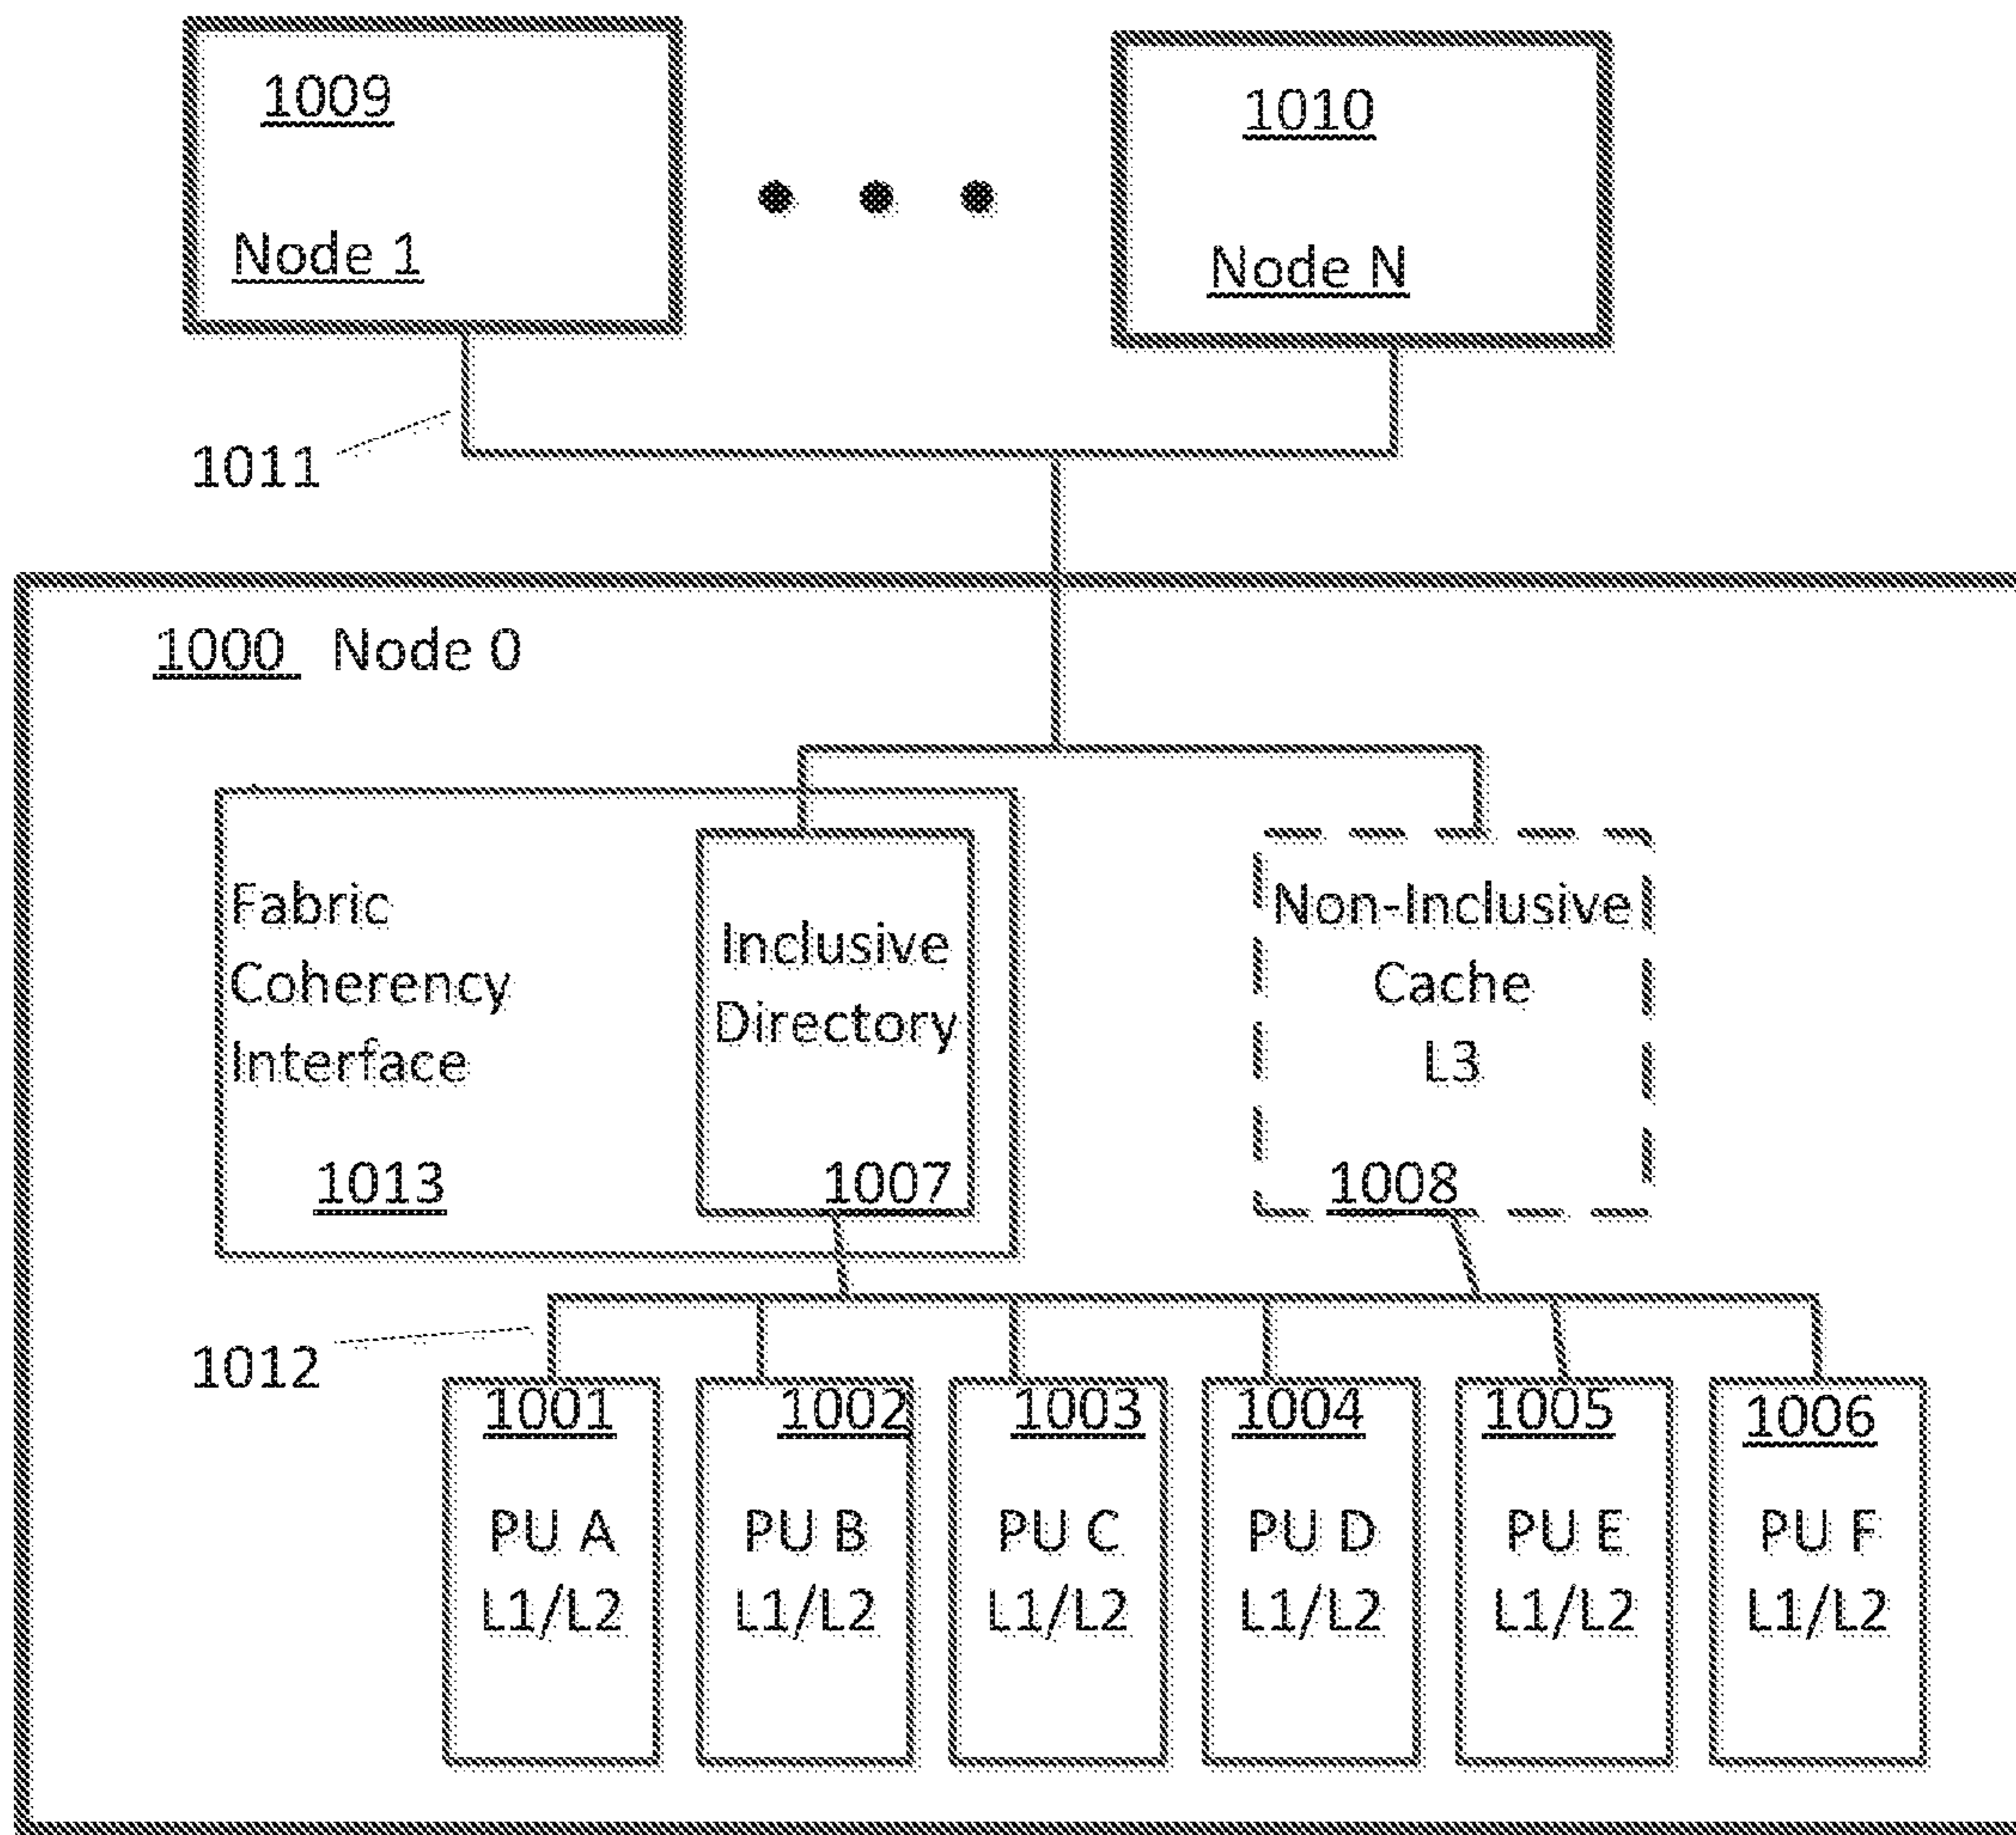 1009
Node 1
1010
Node N
1011
1000 Node 0
Fabric
Coherency
Interface
1013
Inclusive
Directory
1007
Non-Inclusive
Cache
L3
1008
1012
1001
PU A
L1/L2
1002
PU B
L1/L2
1003
PU C
L1/L2
1004
PU D
L1/L2
1005
PU E
L1/L2
1006
PU F
L1/L2